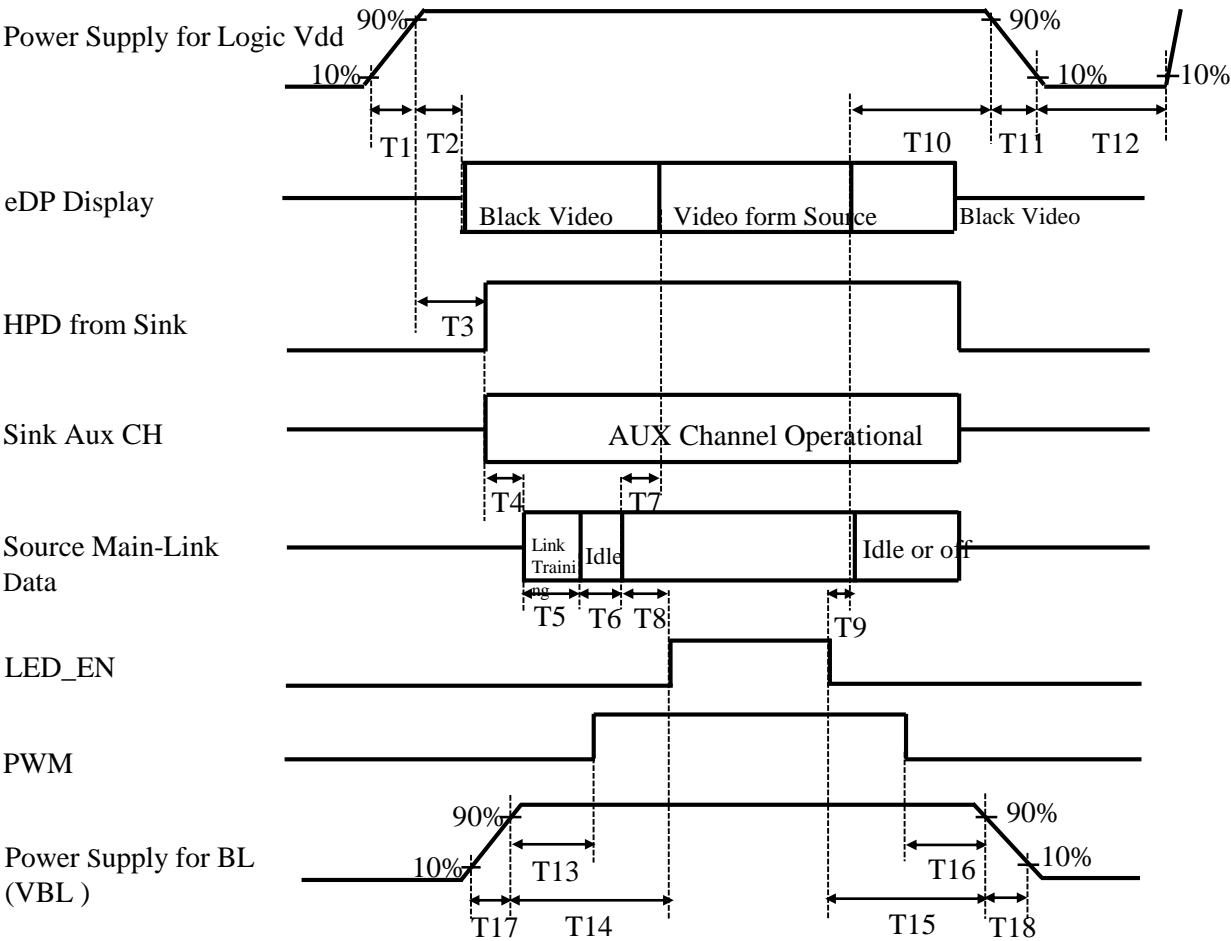 90%
90%
Power Supply for Logic Vdd
10%
10%
10%
T1
T2
T10
T11
T12
eDP Display
Black Video
Video form Source
Black Video
T3
HPD from Sink
Sink Aux CH
AUX Channel Operational
T4
T7
Source Main-Link
Data
Link
Traini
ng
Idle
Idle or off
T5
T6
T8
T9
LED_EN
PWM
90%
90%
Power Supply for BL
(VBL )
10%
10%
T13
T16
T17
T14
T15
T18